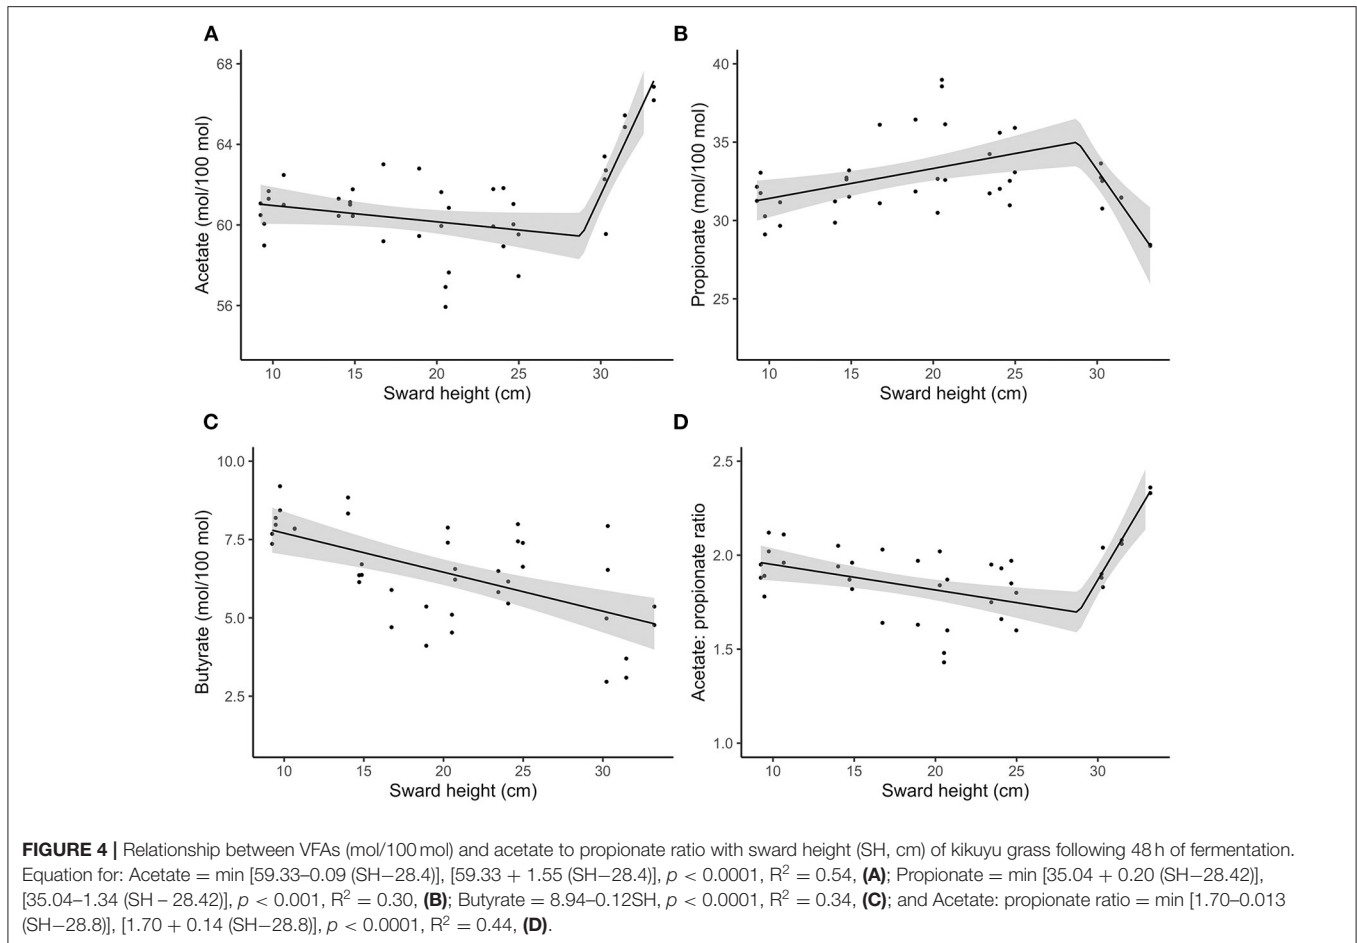 A
68
64
60
56
Acetate (mol/100 mol)
10 15 20 25 30
Sward height (cm)
B
40
35
30
25
Propionate (mol/100 mol)
10 15 20 25 30
Sward height (cm)
C
10.0
7.5
5.0
2.5
Butyrate (mol/100 mol)
10 15 20 25 30
Sward height (cm)
D
2.5
2.0
1.5
1.0
Acetate: propionate ratio
10 15 20 25 30
Sward height (cm)
FIGURE 4 | Relationship between VFAs (mol/100 mol) and acetate to propionate ratio with sward height (SH, cm) of kikuyu grass following 48 h of fermentation.
Equation for: Acetate = min [59.33–0.09 (SH−28.4)], [59.33 + 1.55 (SH−28.4)], p < 0.0001, R² = 0.54, (A); Propionate = min [35.04 + 0.20 (SH−28.42)],
[35.04–1.34 (SH − 28.42)], p < 0.001, R² = 0.30, (B); Butyrate = 8.94–0.12SH, p < 0.0001, R² = 0.34, (C); and Acetate: propionate ratio = min [1.70–0.013
(SH−28.8)], [1.70 + 0.14 (SH−28.8)], p < 0.0001, R² = 0.44, (D).